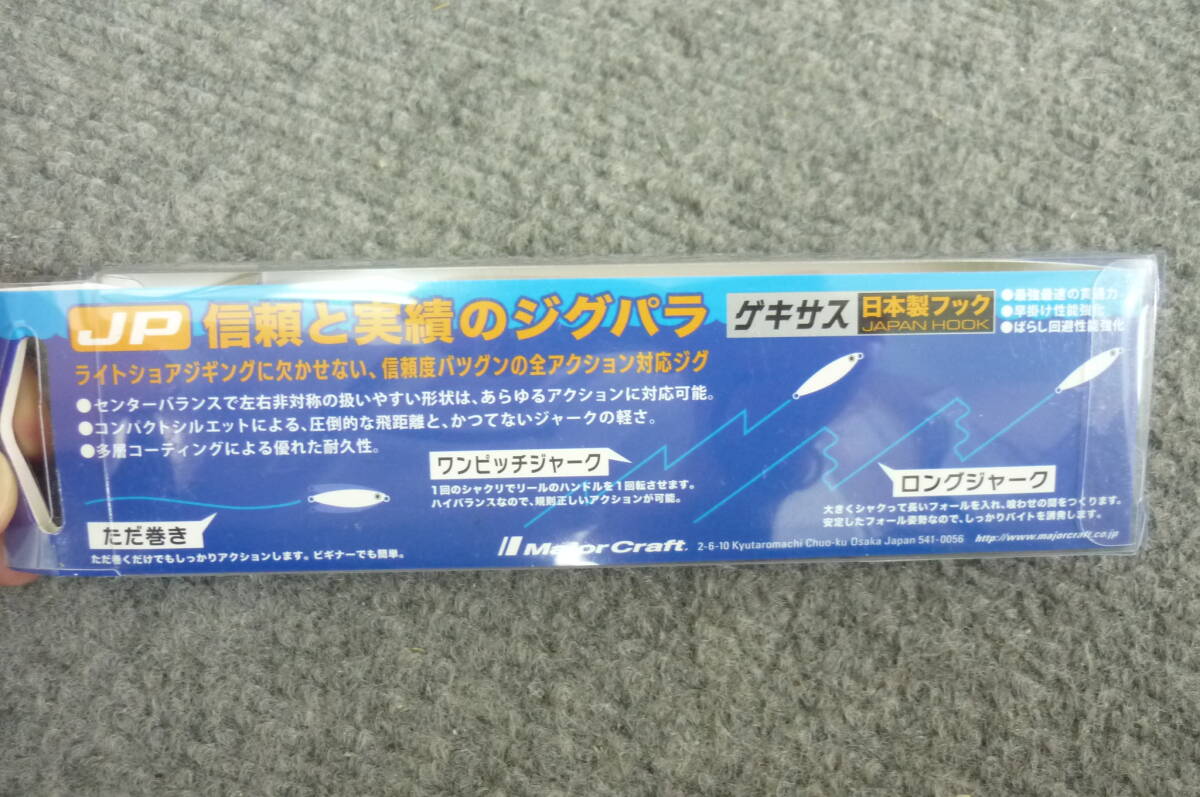 JP 信頼と実績のジグパラ
ライトショアジギングに欠かせない、信頼度バツグンの全アクション対応ジグ
●センターバランスで左右非対称の扱いやすい形状は、あらゆるアクションに対応可能。
●コンパクトシルエットによる、圧倒的な飛距離と、かつてないジャークの軽さ。
●多層コーティングによる優れた耐久性。
ゲキサス 日本製フック
JAPAN HOOK
●最強最速の実績力
●早掛け性能強化
●ばらし回避性能強化
ただ巻き
ただ巻くだけでもしっかりアクションします。ビギナーでも簡単。
ワンピッチジャーク
1回のシャクリでリールのハンドルを1回転させます。
ハイバランスなので、規則正しいアクションが可能。
ロングジャーク
大きくシャクって長いフォールを入れ、喰わせの間をつくります。
安定したフォール姿勢なので、しっかりバイトを誘発します。
Major Craft. 2-6-10 Kyutaromachi Chuo-ku Osaka Japan 541-0056 http://www.majorcraft.co.jp